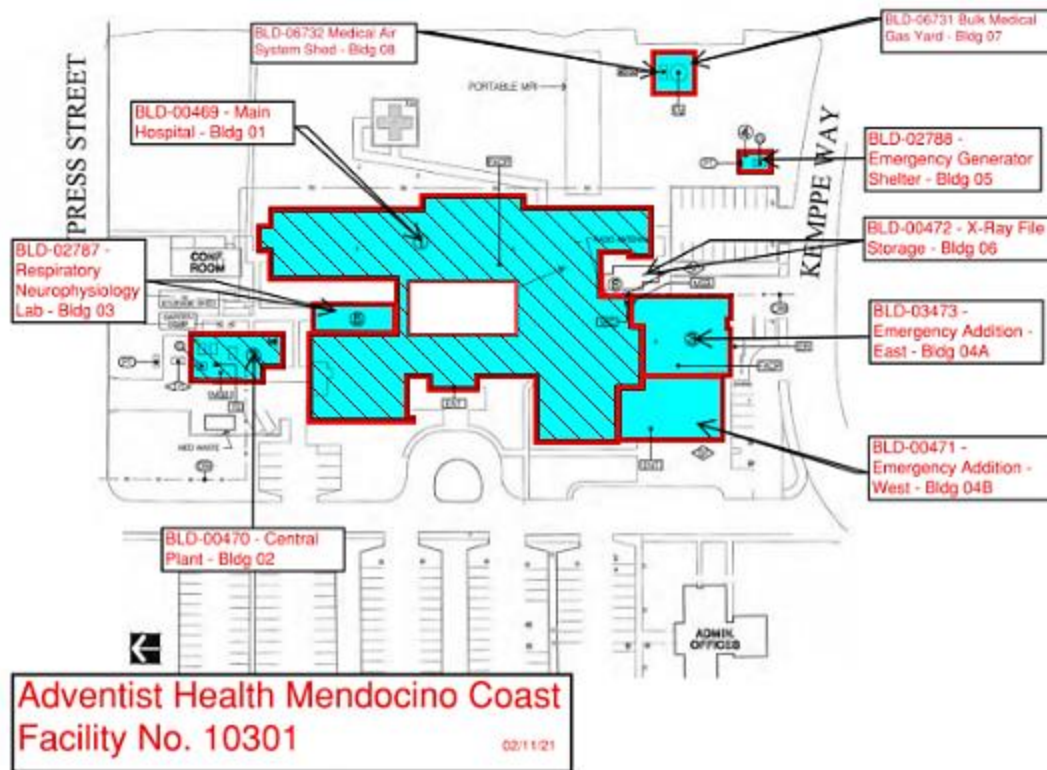 BLD-06732 Medical Air
System Shed - Bldg 08
BLD-06731 Bulk Medical
Gas Yard - Bldg 07
PORTABLE MRI
BLD-00469 - Main
Hospital - Bldg 01
PRESS STREET
KEMPPE WAY
BLD-02788 -
Emergency Generator
Shelter - Bldg 05
BLD-00472 - X-Ray File
Storage - Bldg 06
CONF.
ROOM
BLD-02787 -
Respiratory
Neurophysiology
Lab - Bldg 03
BLD-03473 -
Emergency Addition -
East - Bldg 04A
FACP
ENT
MED WASTE
ENT
BLD-00471 -
Emergency Addition -
West - Bldg 04B
BLD-00470 - Central
Plant - Bldg 02
ADMIN.
OFFICES
Adventist Health Mendocino Coast
Facility No. 10301
02/11/21